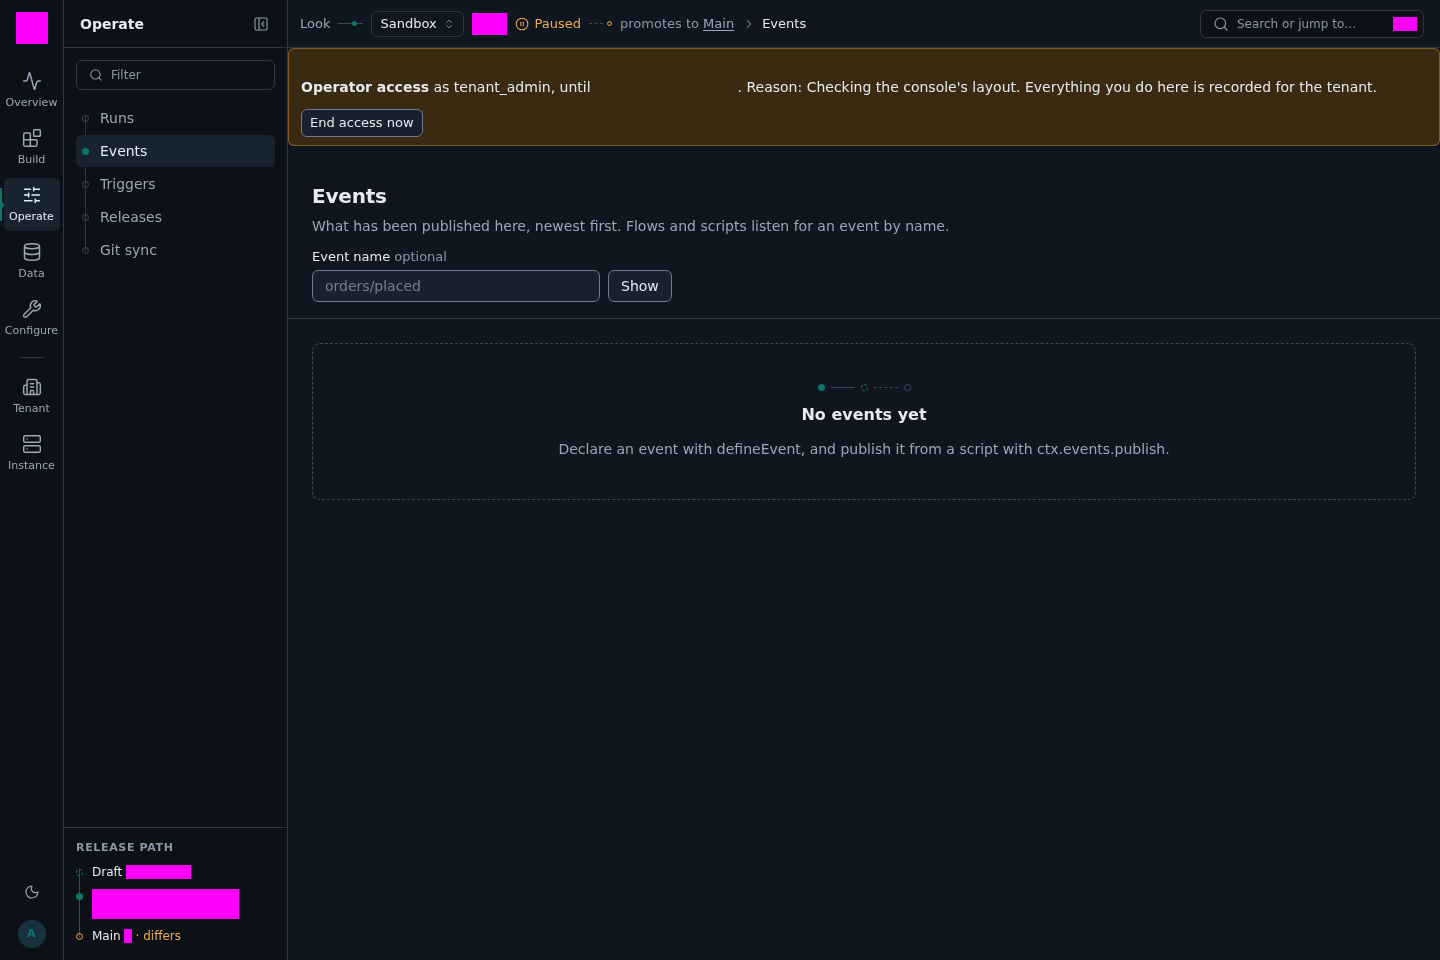 Operate
Look
Sandbox
Paused
promotes to Main
Events
Search or jump to...
Filter
Overview
Build
Operate
Data
Configure
Tenant
Instance
Runs
Events
Triggers
Releases
Git sync
Operator access as tenant_admin, until . Reason: Checking the console's layout. Everything you do here is recorded for the tenant.
End access now
Events
What has been published here, newest first. Flows and scripts listen for an event by name.
Event name optional
orders/placed
Show
No events yet
Declare an event with defineEvent, and publish it from a script with ctx.events.publish.
RELEASE PATH
Draft
Main · differs
A